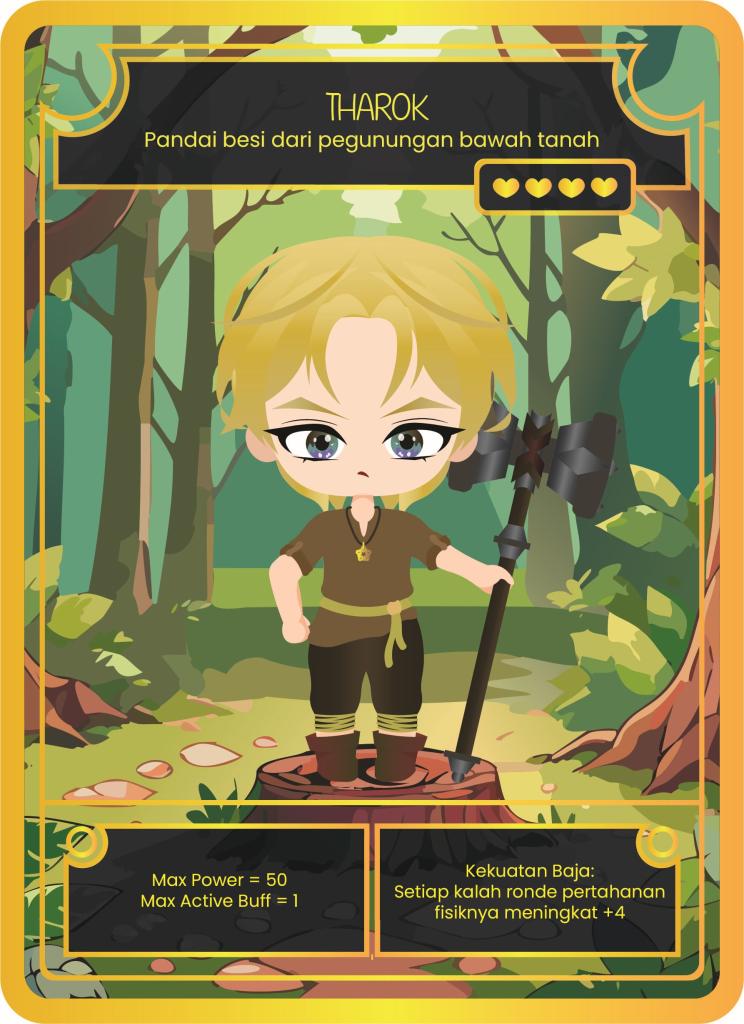 THAROK
Pandai besi dari pegunungan bawah tanah
Max Power = 50
Max Active Buff = 1
Kekuatan Baja:
Setiap kalah ronde pertahanan
fisiknya meningkat +4